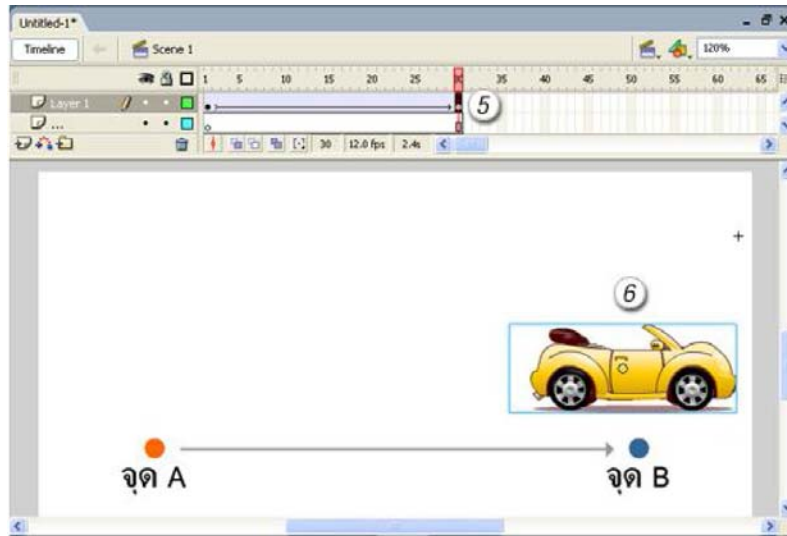 Untitled-1*
Timeline Scene 1 120%
1 5 10 15 20 25 30 35 40 45 50 55 60 65
Layer 1 5
...
30 12.0 fps 2.4s
6
จุด A จุด B